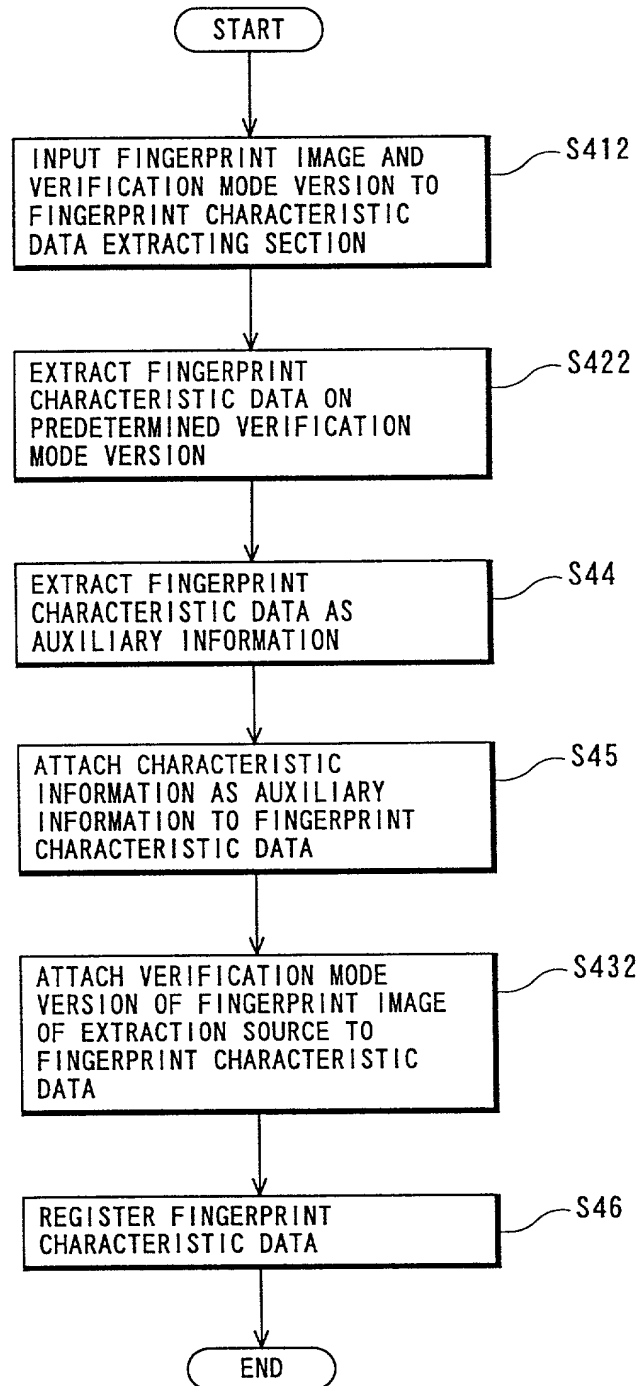 START
INPUT FINGERPRINT IMAGE AND
VERIFICATION MODE VERSION TO
FINGERPRINT CHARACTERISTIC
DATA EXTRACTING SECTION
S412
EXTRACT FINGERPRINT
CHARACTERISTIC DATA ON
PREDETERMINED VERIFICATION
MODE VERSION
S422
EXTRACT FINGERPRINT
CHARACTERISTIC DATA AS
AUXILIARY INFORMATION
S44
ATTACH CHARACTERISTIC
INFORMATION AS AUXILIARY
INFORMATION TO FINGERPRINT
CHARACTERISTIC DATA
S45
ATTACH VERIFICATION MODE
VERSION OF FINGERPRINT IMAGE
OF EXTRACTION SOURCE TO
FINGERPRINT CHARACTERISTIC
DATA
S432
REGISTER FINGERPRINT
CHARACTERISTIC DATA
S46
END